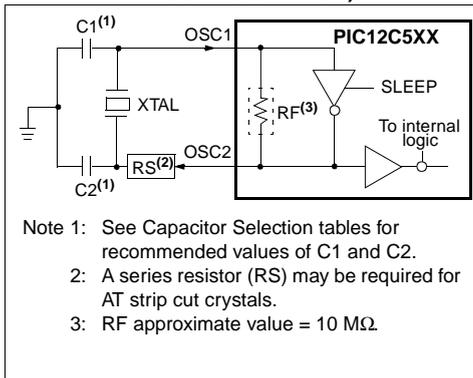 C1(1)
OSC1
PIC12C5XX
SLEEP
XTAL
RF(3)
To internal
logic
OSC2
RS(2)
C2(1)
Note 1: See Capacitor Selection tables for
recommended values of C1 and C2.
2: A series resistor (RS) may be required for
AT strip cut crystals.
3: RF approximate value = 10 MΩ.